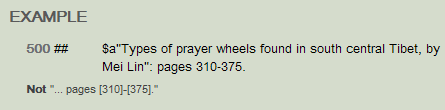 EXAMPLE
500 ## $a"Types of prayer wheels found in south central Tibet, by
Mei Lin": pages 310-375.
Not "... pages [310]-[375]."